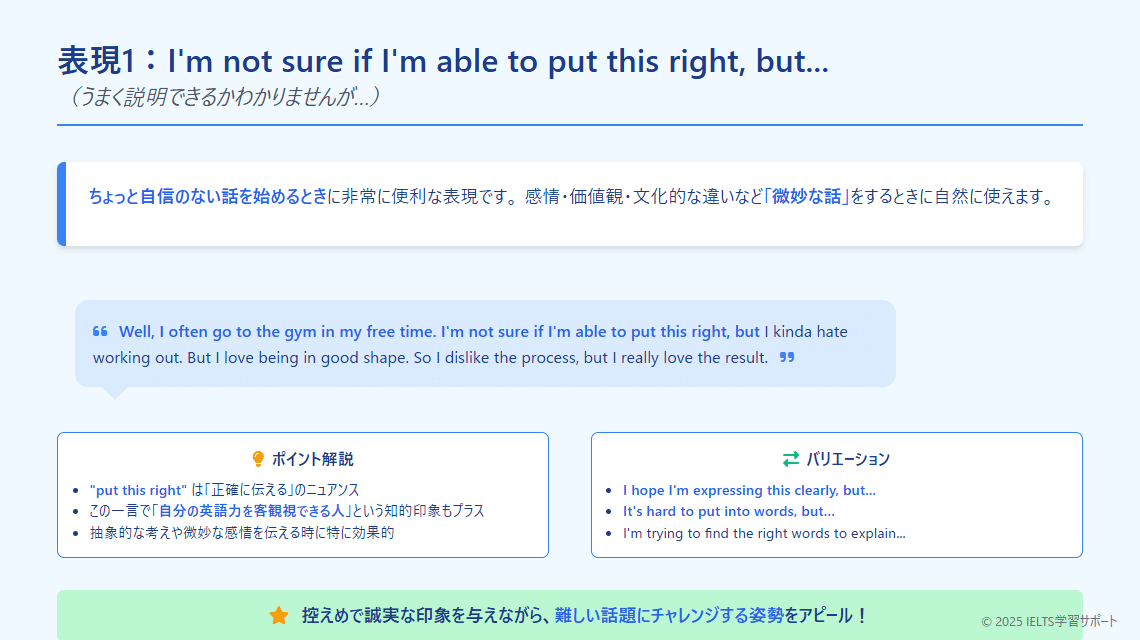 表現1：I'm not sure if I'm able to put this right, but...
（うまく説明できるかわかりませんが...）
ちょっと自信のない話を始めるときに非常に便利な表現です。感情・価値観・文化的な違いなど「微妙な話」をするときに自然に使えます。
Well, I often go to the gym in my free time. I'm not sure if I'm able to put this right, but I kinda hate
working out. But I love being in good shape. So I dislike the process, but I really love the result.
ポイント解説
"put this right" は「正確に伝える」のニュアンス
この一言で「自分の英語力を客観視できる人」という知的印象もプラス
抽象的な考えや微妙な感情を伝える時に特に効果的
バリエーション
I hope I'm expressing this clearly, but...
It's hard to put into words, but...
I'm trying to find the right words to explain...
控えめで誠実な印象を与えながら、難しい話題にチャレンジする姿勢をアピール！
© 2025 IELTS学習サポート